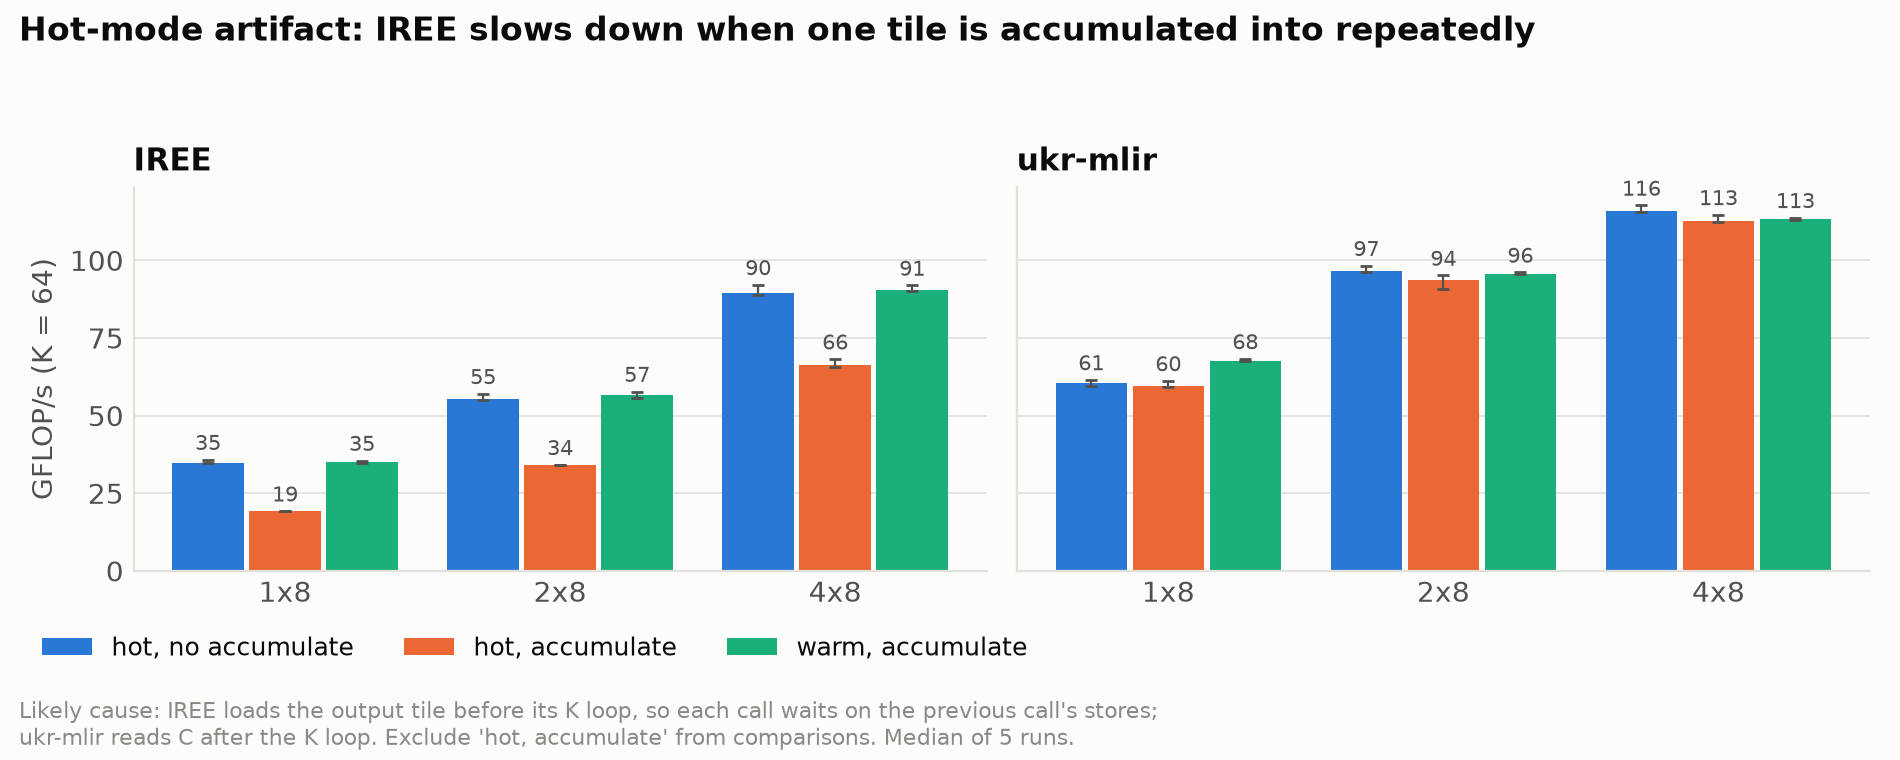 Hot-mode artifact: IREE slows down when one tile is accumulated into repeatedly
IREE
ukr-mlir
GFLOP/s (K = 64)
100
75
50
25
0
35
19
35
55
34
57
90
66
91
1x8
2x8
4x8
61
60
68
97
94
96
116
113
113
1x8
2x8
4x8
hot, no accumulate
hot, accumulate
warm, accumulate
Likely cause: IREE loads the output tile before its K loop, so each call waits on the previous call's stores;
ukr-mlir reads C after the K loop. Exclude 'hot, accumulate' from comparisons. Median of 5 runs.